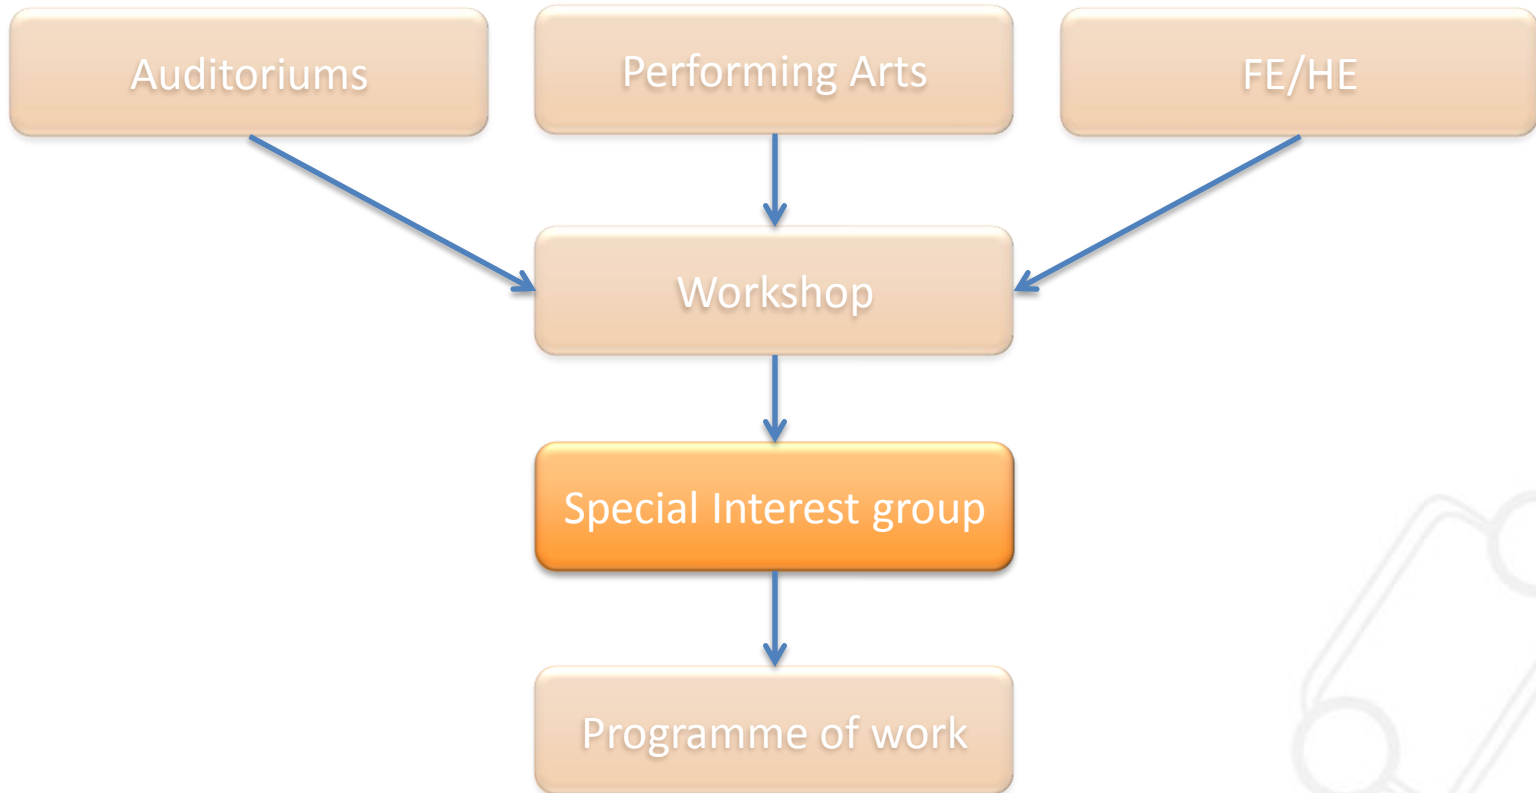 Auditoriums
Performing Arts
FE/HE
Workshop
Special Interest group
Programme of work